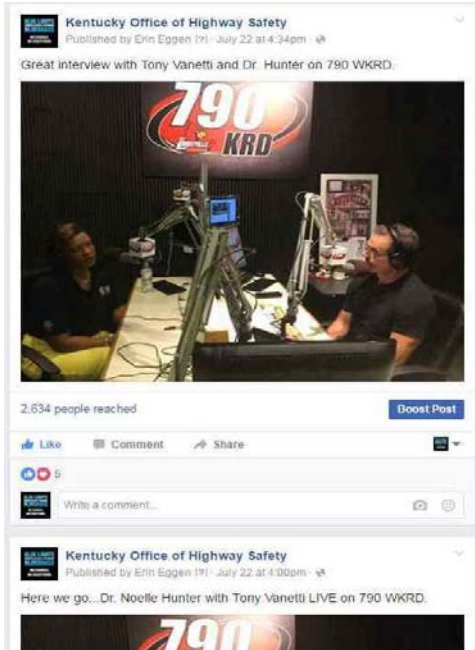 Kentucky Office of Highway Safety
Published by Erin Eggen [?] · July 22 at 4:34pm ·
Great interview with Tony Vanetti and Dr. Hunter on 790 WKRD.
790
KRD
2,634 people reached
Boost Post
Like Comment Share
5
Write a comment...
Kentucky Office of Highway Safety
Published by Erin Eggen [?] · July 22 at 4:00pm ·
Here we go...Dr. Noelle Hunter with Tony Vanetti LIVE on 790 WKRD.
790